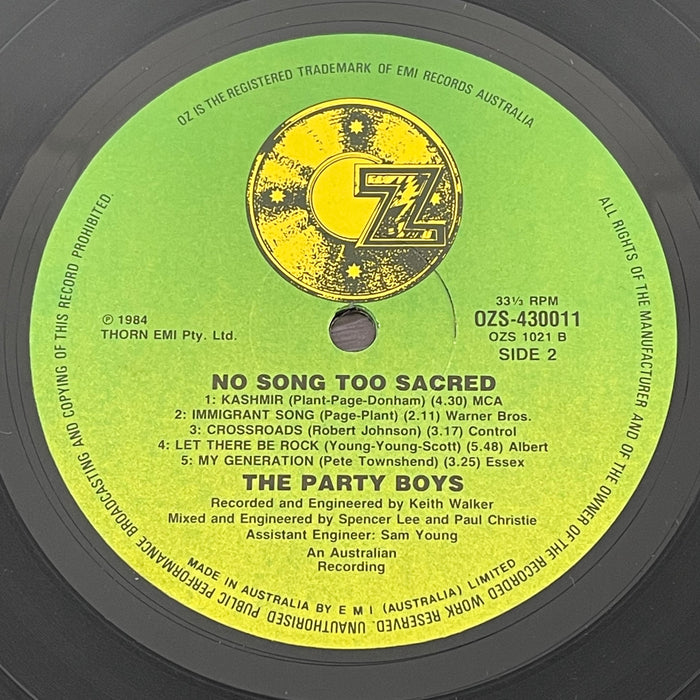 OZ IS THE REGISTERED TRADEMARK OF EMI RECORDS AUSTRALIA
OZ
℗ 1984
THORN EMI Pty. Ltd.
33⅓ RPM
OZS-430011
OZS 1021 B
SIDE 2
NO SONG TOO SACRED
1: KASHMIR (Plant-Page-Donham) (4.30) MCA
2: IMMIGRANT SONG (Page-Plant) (2.11) Warner Bros.
3: CROSSROADS (Robert Johnson) (3.17) Control
4: LET THERE BE ROCK (Young-Young-Scott) (5.48) Albert
5: MY GENERATION (Pete Townshend) (3.25) Essex
THE PARTY BOYS
Recorded and Engineered by Keith Walker
Mixed and Engineered by Spencer Lee and Paul Christie
Assistant Engineer: Sam Young
An Australian
Recording
MADE IN AUSTRALIA BY E M I (AUSTRALIA) LIMITED
ALL RIGHTS OF THE MANUFACTURER AND OF THE OWNER OF THE RECORDED WORK RESERVED. UNAUTHORISED PUBLIC PERFORMANCE BROADCASTING AND COPYING OF THIS RECORD PROHIBITED